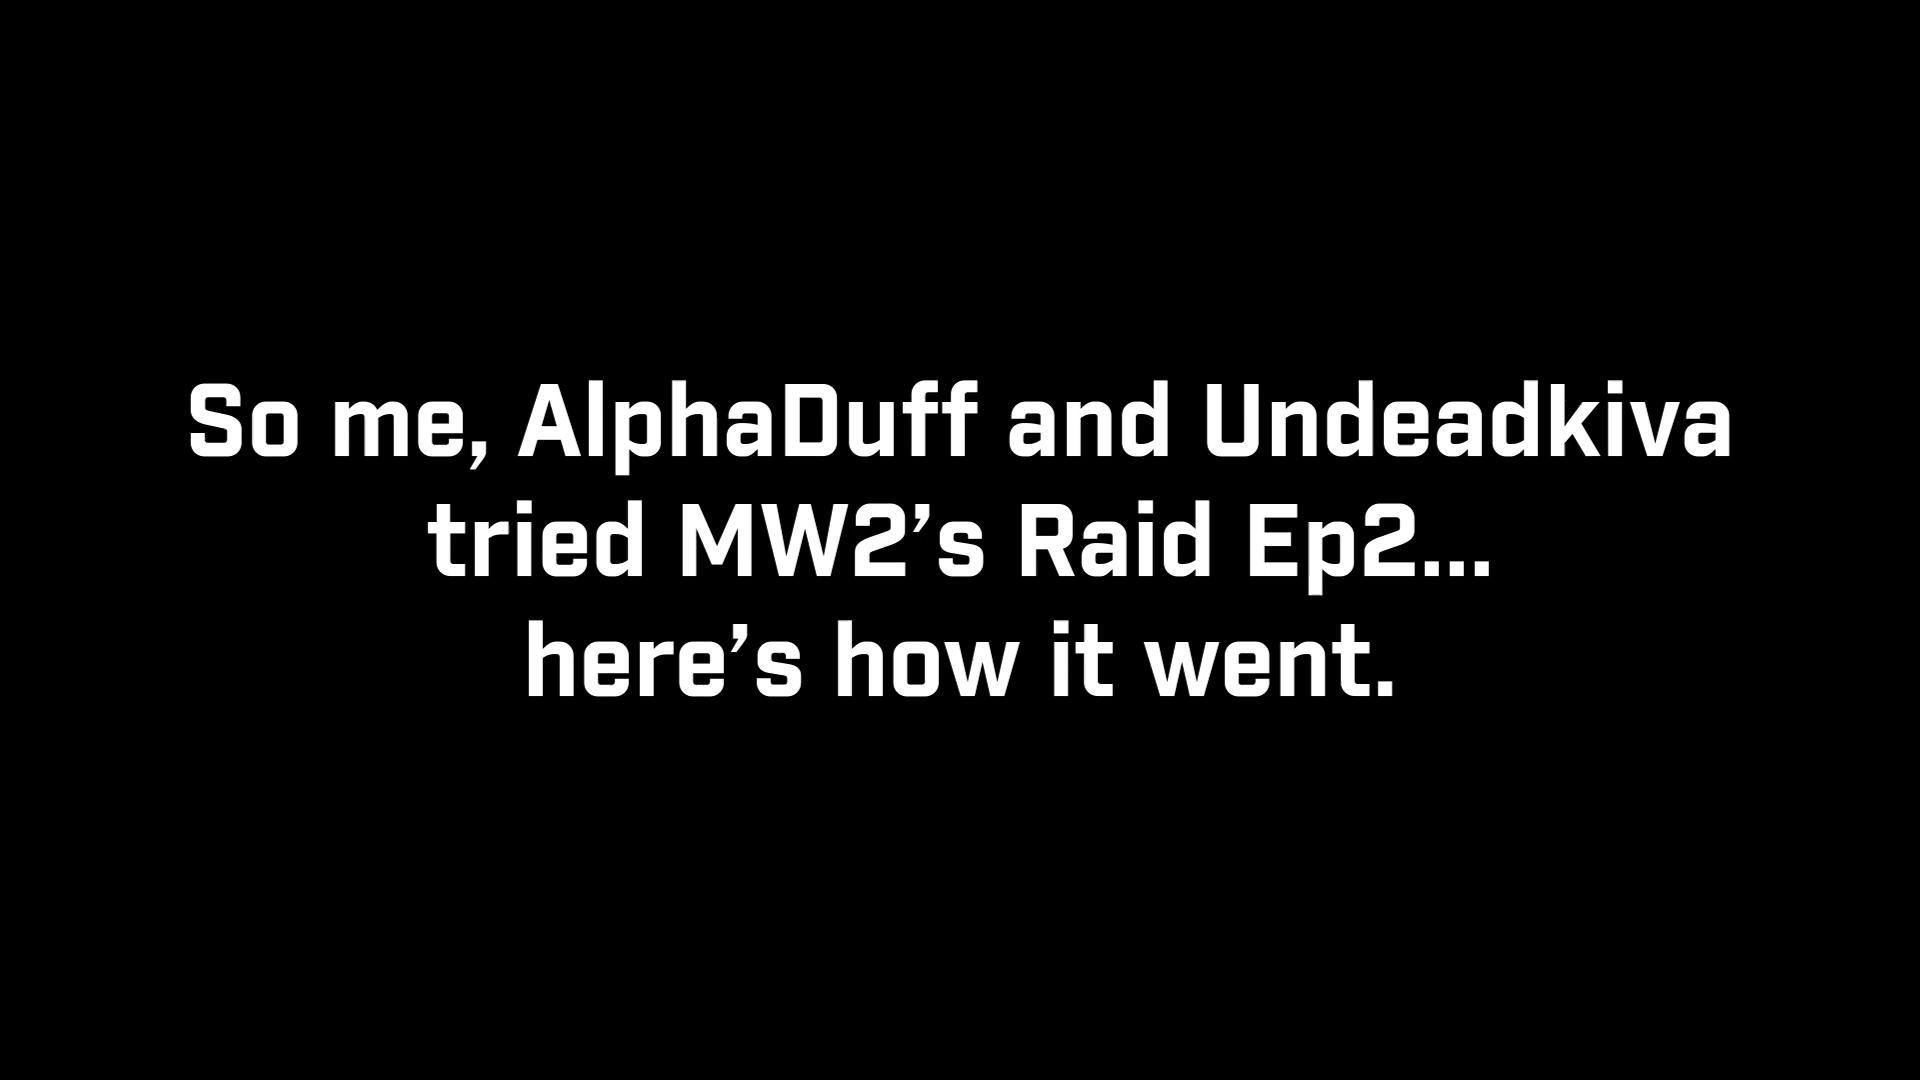 So me, AlphaDuff and Undeadkiva
tried MW2’s Raid Ep2...
here’s how it went.